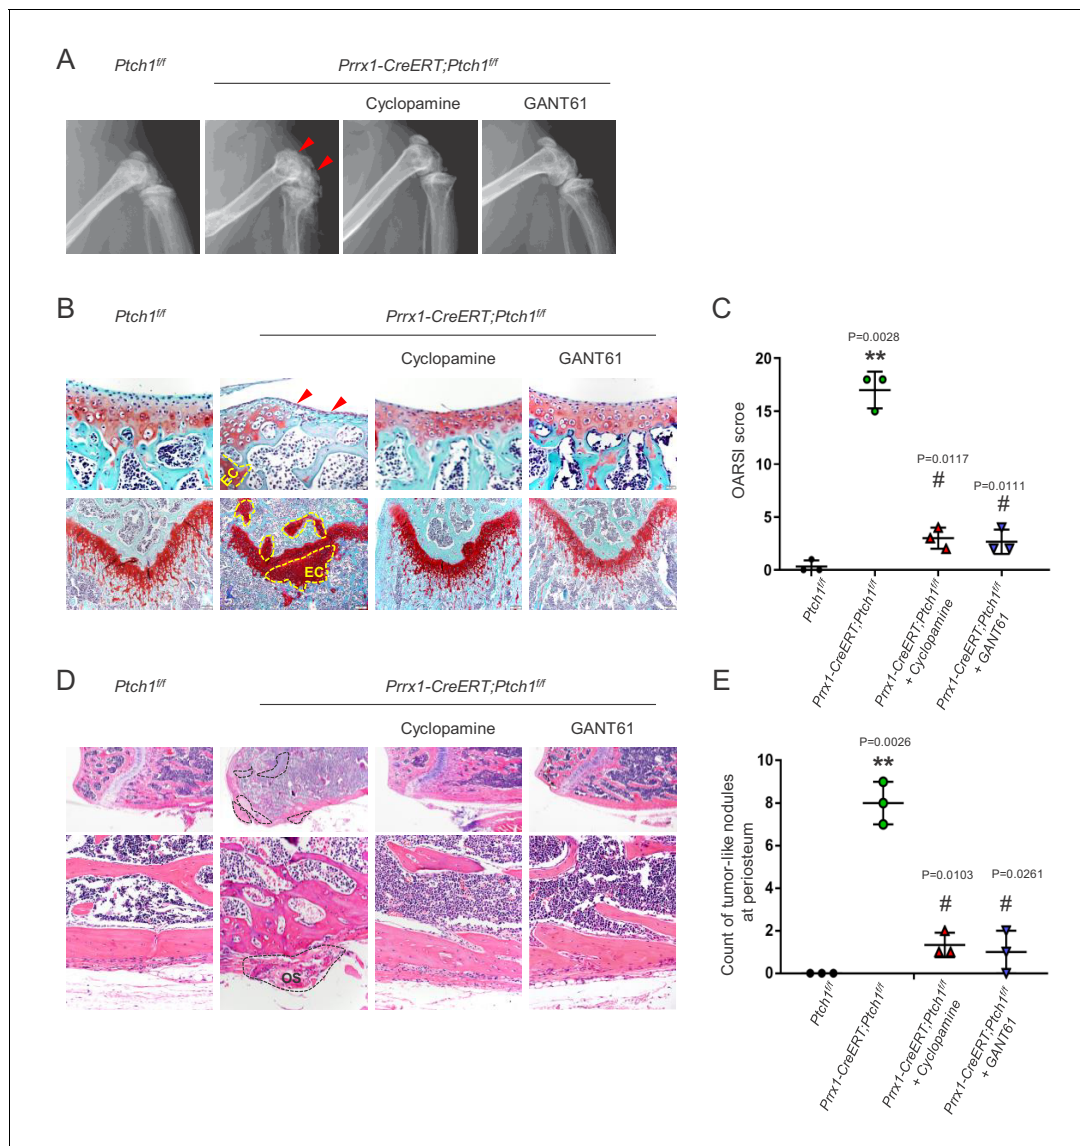 A
Ptch1f/f
Prrx1-CreERT;Ptch1f/f
Cyclopamine
GANT61
B
Ptch1f/f
Prrx1-CreERT;Ptch1f/f
Cyclopamine
GANT61
EC
EC
C
P=0.0028
**
P=0.0117
#
P=0.0111
#
20
15
10
5
0
OARSI scroe
Ptch1f/f
Prrx1-CreERT;Ptch1f/f
Prrx1-CreERT;Ptch1f/f
+ Cyclopamine
Prrx1-CreERT;Ptch1f/f
+ GANT61
D
Ptch1f/f
Prrx1-CreERT;Ptch1f/f
Cyclopamine
GANT61
OS
E
P=0.0026
**
P=0.0103
#
P=0.0261
#
10
8
6
4
2
0
Count of tumor-like nodules
at periosteum
Ptch1f/f
Prrx1-CreERT;Ptch1f/f
Prrx1-CreERT;Ptch1f/f
+ Cyclopamine
Prrx1-CreERT;Ptch1f/f
+ GANT61